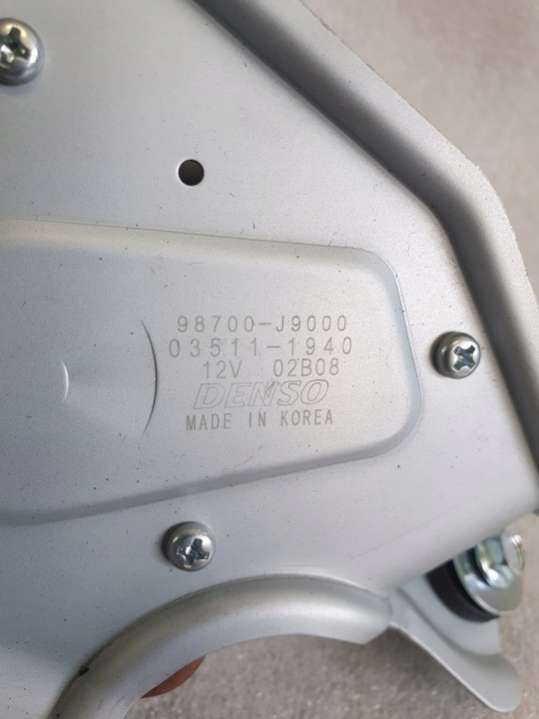 98700-J9000
03511-1940
12V 02B08
DENSO
MADE IN KOREA